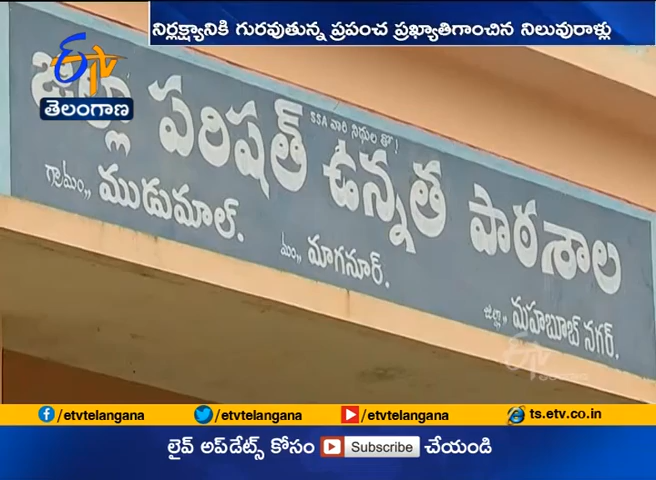 నిర్లక్ష్యానికి గురవుతున్న ప్రపంచ ప్రఖ్యాతిగాంచిన నిలువురాళ్లు
ETV
తెలంగాణ
SSA వారి నిధుల తో!
జిల్లా పరిషత్ ఉన్నత పాఠశాల
గ్రామం,, ముడుమాల్. మం,, మాగనూర్. జిల్లా,, మహబూబ్ నగర్.
/etvtelangana /etvtelangana /etvtelangana ts.etv.co.in
లైవ్ అప్‌డేట్స్ కోసం Subscribe చేయండి